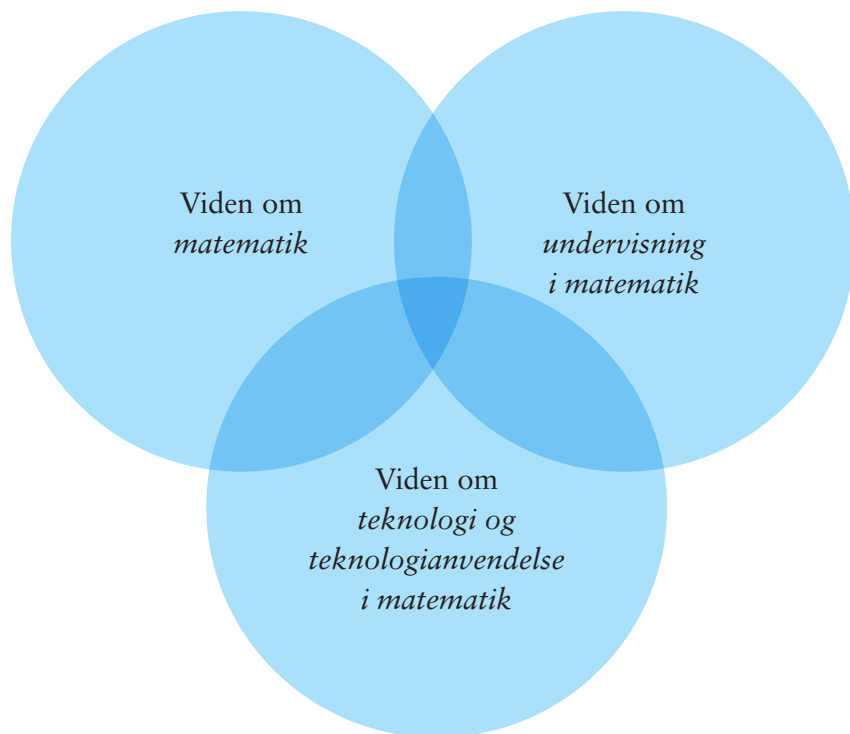 Viden om
matematik
Viden om
undervisning
i matematik
Viden om
teknologi og
teknologianvendelse
i matematik